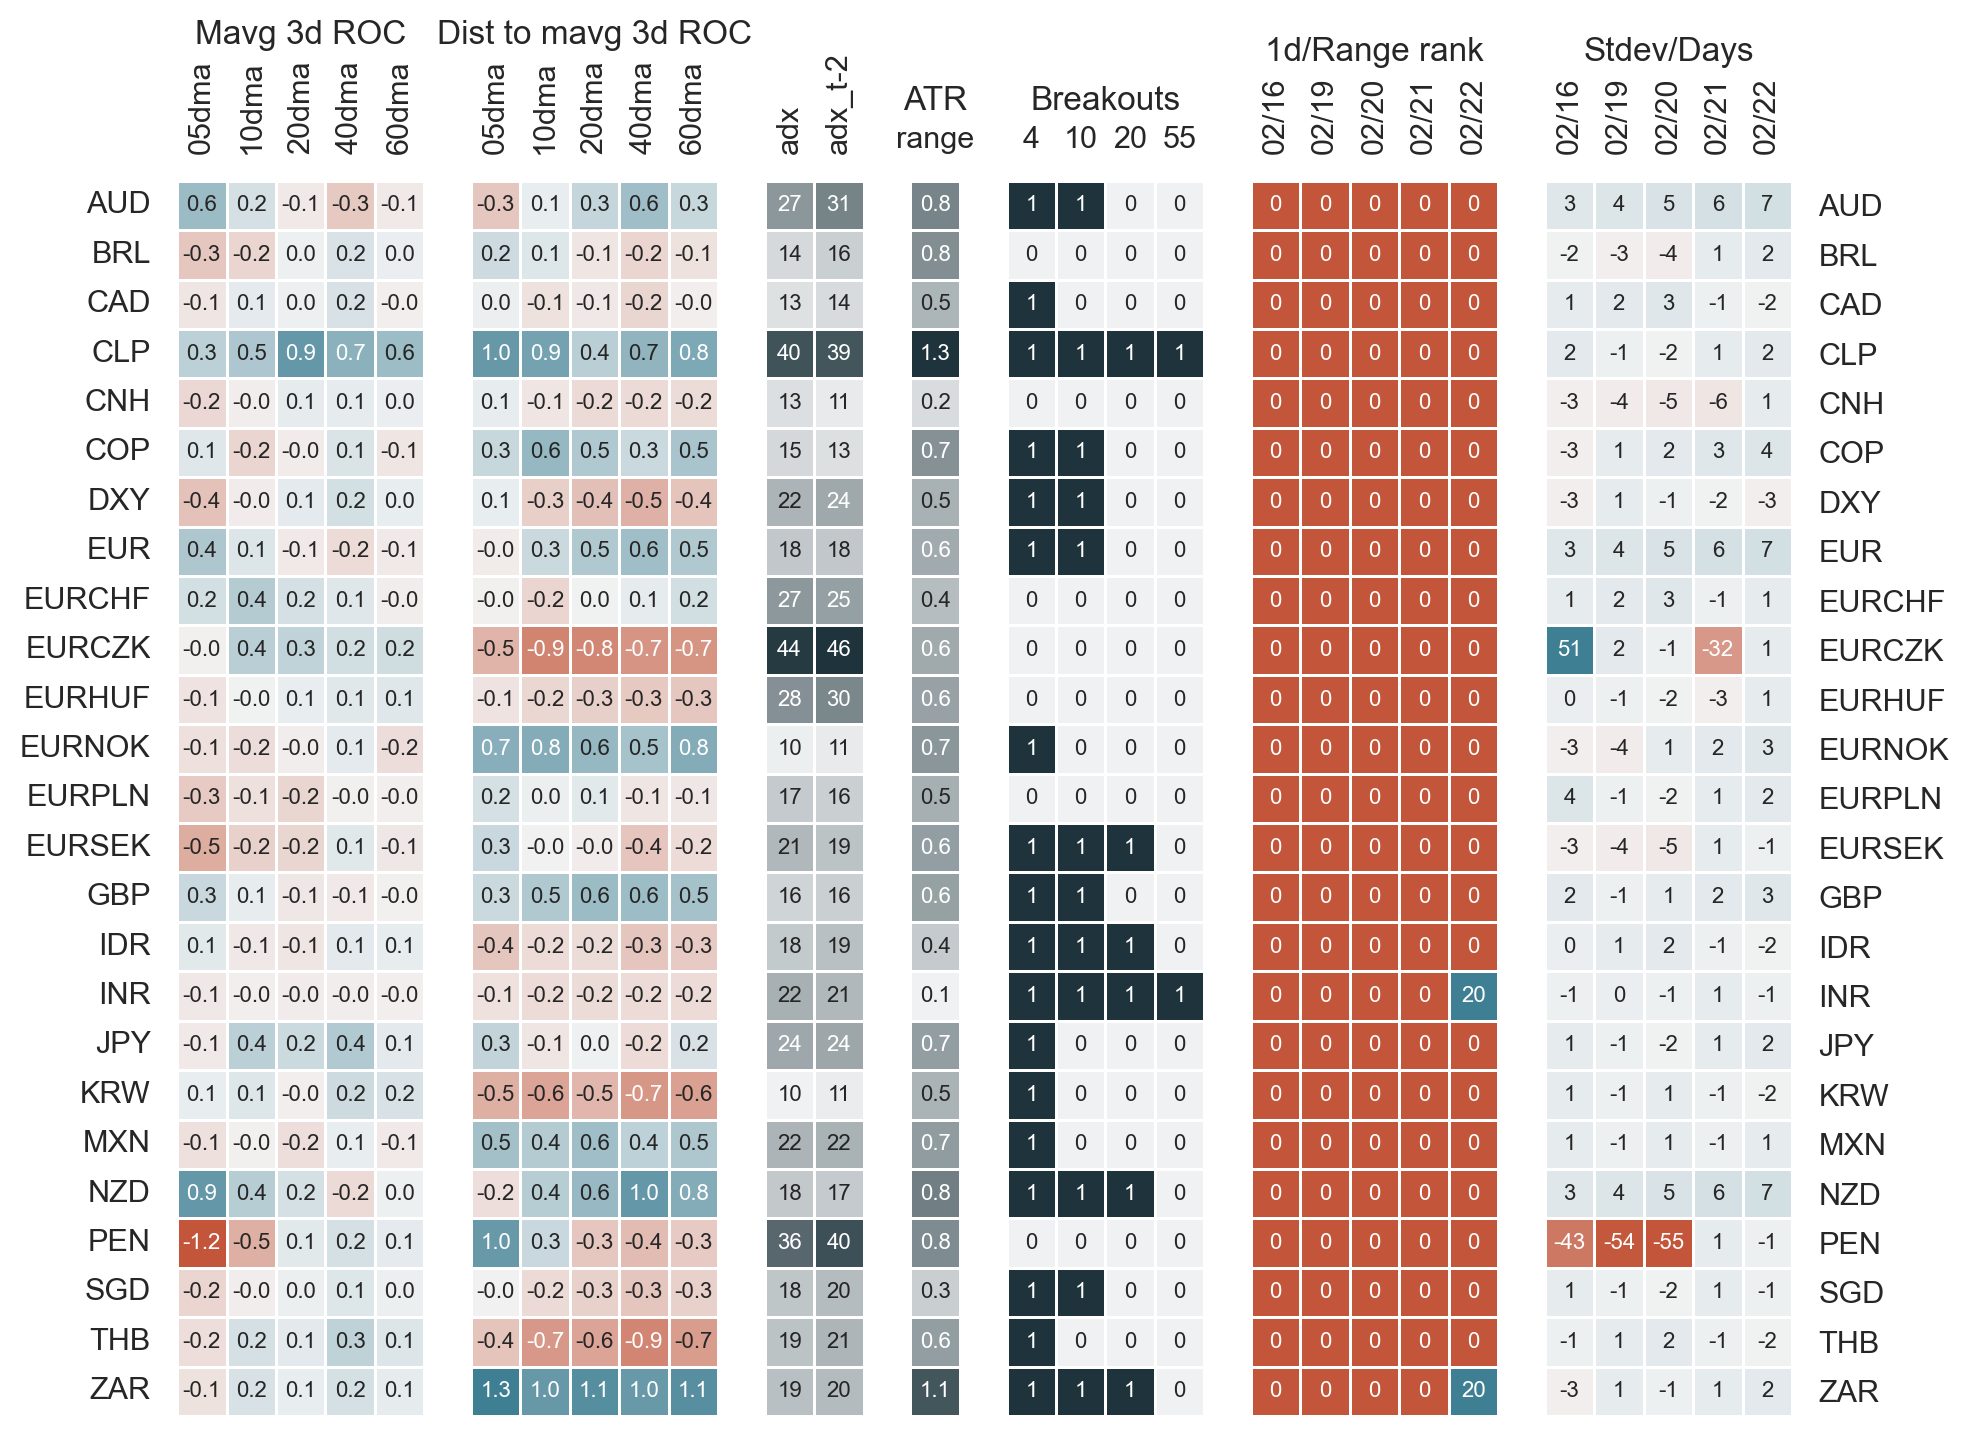 Mavg 3d ROC Dist to mavg 3d ROC 1d/Range rank Stdev/Days
ATR Breakouts
05dma 10dma 20dma 40dma 60dma 05dma 10dma 20dma 40dma 60dma adx adx_t-2 range 4 10 20 55 02/16 02/19 02/20 02/21 02/22 02/16 02/19 02/20 02/21 02/22
AUD 0.6 0.2 -0.1 -0.3 -0.1 -0.3 0.1 0.3 0.6 0.3 27 31 0.8 1 1 0 0 0 0 0 0 0 3 4 5 6 7 AUD
BRL -0.3 -0.2 0.0 0.2 0.0 0.2 0.1 -0.1 -0.2 -0.1 14 16 0.8 0 0 0 0 0 0 0 0 0 -2 -3 -4 1 2 BRL
CAD -0.1 0.1 0.0 0.2 -0.0 0.0 -0.1 -0.1 -0.2 -0.0 13 14 0.5 1 0 0 0 0 0 0 0 0 1 2 3 -1 -2 CAD
CLP 0.3 0.5 0.9 0.7 0.6 1.0 0.9 0.4 0.7 0.8 40 39 1.3 1 1 1 1 0 0 0 0 0 2 -1 -2 1 2 CLP
CNH -0.2 -0.0 0.1 0.1 0.0 0.1 -0.1 -0.2 -0.2 -0.2 13 11 0.2 0 0 0 0 0 0 0 0 0 -3 -4 -5 -6 1 CNH
COP 0.1 -0.2 -0.0 0.1 -0.1 0.3 0.6 0.5 0.3 0.5 15 13 0.7 1 1 0 0 0 0 0 0 0 -3 1 2 3 4 COP
DXY -0.4 -0.0 0.1 0.2 0.0 0.1 -0.3 -0.4 -0.5 -0.4 22 24 0.5 1 1 0 0 0 0 0 0 0 -3 1 -1 -2 -3 DXY
EUR 0.4 0.1 -0.1 -0.2 -0.1 -0.0 0.3 0.5 0.6 0.5 18 18 0.6 1 1 0 0 0 0 0 0 0 3 4 5 6 7 EUR
EURCHF 0.2 0.4 0.2 0.1 -0.0 -0.0 -0.2 0.0 0.1 0.2 27 25 0.4 0 0 0 0 0 0 0 0 0 1 2 3 -1 1 EURCHF
EURCZK -0.0 0.4 0.3 0.2 0.2 -0.5 -0.9 -0.8 -0.7 -0.7 44 46 0.6 0 0 0 0 0 0 0 0 0 51 2 -1 -32 1 EURCZK
EURHUF -0.1 -0.0 0.1 0.1 0.1 -0.1 -0.2 -0.3 -0.3 -0.3 28 30 0.6 0 0 0 0 0 0 0 0 0 0 -1 -2 -3 1 EURHUF
EURNOK -0.1 -0.2 -0.0 0.1 -0.2 0.7 0.8 0.6 0.5 0.8 10 11 0.7 1 0 0 0 0 0 0 0 0 -3 -4 1 2 3 EURNOK
EURPLN -0.3 -0.1 -0.2 -0.0 -0.0 0.2 0.0 0.1 -0.1 -0.1 17 16 0.5 0 0 0 0 0 0 0 0 0 4 -1 -2 1 2 EURPLN
EURSEK -0.5 -0.2 -0.2 0.1 -0.1 0.3 -0.0 -0.0 -0.4 -0.2 21 19 0.6 1 1 1 0 0 0 0 0 0 -3 -4 -5 1 -1 EURSEK
GBP 0.3 0.1 -0.1 -0.1 -0.0 0.3 0.5 0.6 0.6 0.5 16 16 0.6 1 1 0 0 0 0 0 0 0 2 -1 1 2 3 GBP
IDR 0.1 -0.1 -0.1 0.1 0.1 -0.4 -0.2 -0.2 -0.3 -0.3 18 19 0.4 1 1 1 0 0 0 0 0 0 0 1 2 -1 -2 IDR
INR -0.1 -0.0 -0.0 -0.0 -0.0 -0.1 -0.2 -0.2 -0.2 -0.2 22 21 0.1 1 1 1 1 0 0 0 0 20 -1 0 -1 1 -1 INR
JPY -0.1 0.4 0.2 0.4 0.1 0.3 -0.1 0.0 -0.2 0.2 24 24 0.7 1 0 0 0 0 0 0 0 0 1 -1 -2 1 2 JPY
KRW 0.1 0.1 -0.0 0.2 0.2 -0.5 -0.6 -0.5 -0.7 -0.6 10 11 0.5 1 0 0 0 0 0 0 0 0 1 -1 1 -1 -2 KRW
MXN -0.1 -0.0 -0.2 0.1 -0.1 0.5 0.4 0.6 0.4 0.5 22 22 0.7 1 0 0 0 0 0 0 0 0 1 -1 1 -1 1 MXN
NZD 0.9 0.4 0.2 -0.2 0.0 -0.2 0.4 0.6 1.0 0.8 18 17 0.8 1 1 1 0 0 0 0 0 0 3 4 5 6 7 NZD
PEN -1.2 -0.5 0.1 0.2 0.1 1.0 0.3 -0.3 -0.4 -0.3 36 40 0.8 0 0 0 0 0 0 0 0 0 -43 -54 -55 1 -1 PEN
SGD -0.2 -0.0 0.0 0.1 0.0 -0.0 -0.2 -0.3 -0.3 -0.3 18 20 0.3 1 1 0 0 0 0 0 0 0 1 -1 -2 1 -1 SGD
THB -0.2 0.2 0.1 0.3 0.1 -0.4 -0.7 -0.6 -0.9 -0.7 19 21 0.6 1 0 0 0 0 0 0 0 0 -1 1 2 -1 -2 THB
ZAR -0.1 0.2 0.1 0.2 0.1 1.3 1.0 1.1 1.0 1.1 19 20 1.1 1 1 1 0 0 0 0 0 20 -3 1 -1 1 2 ZAR